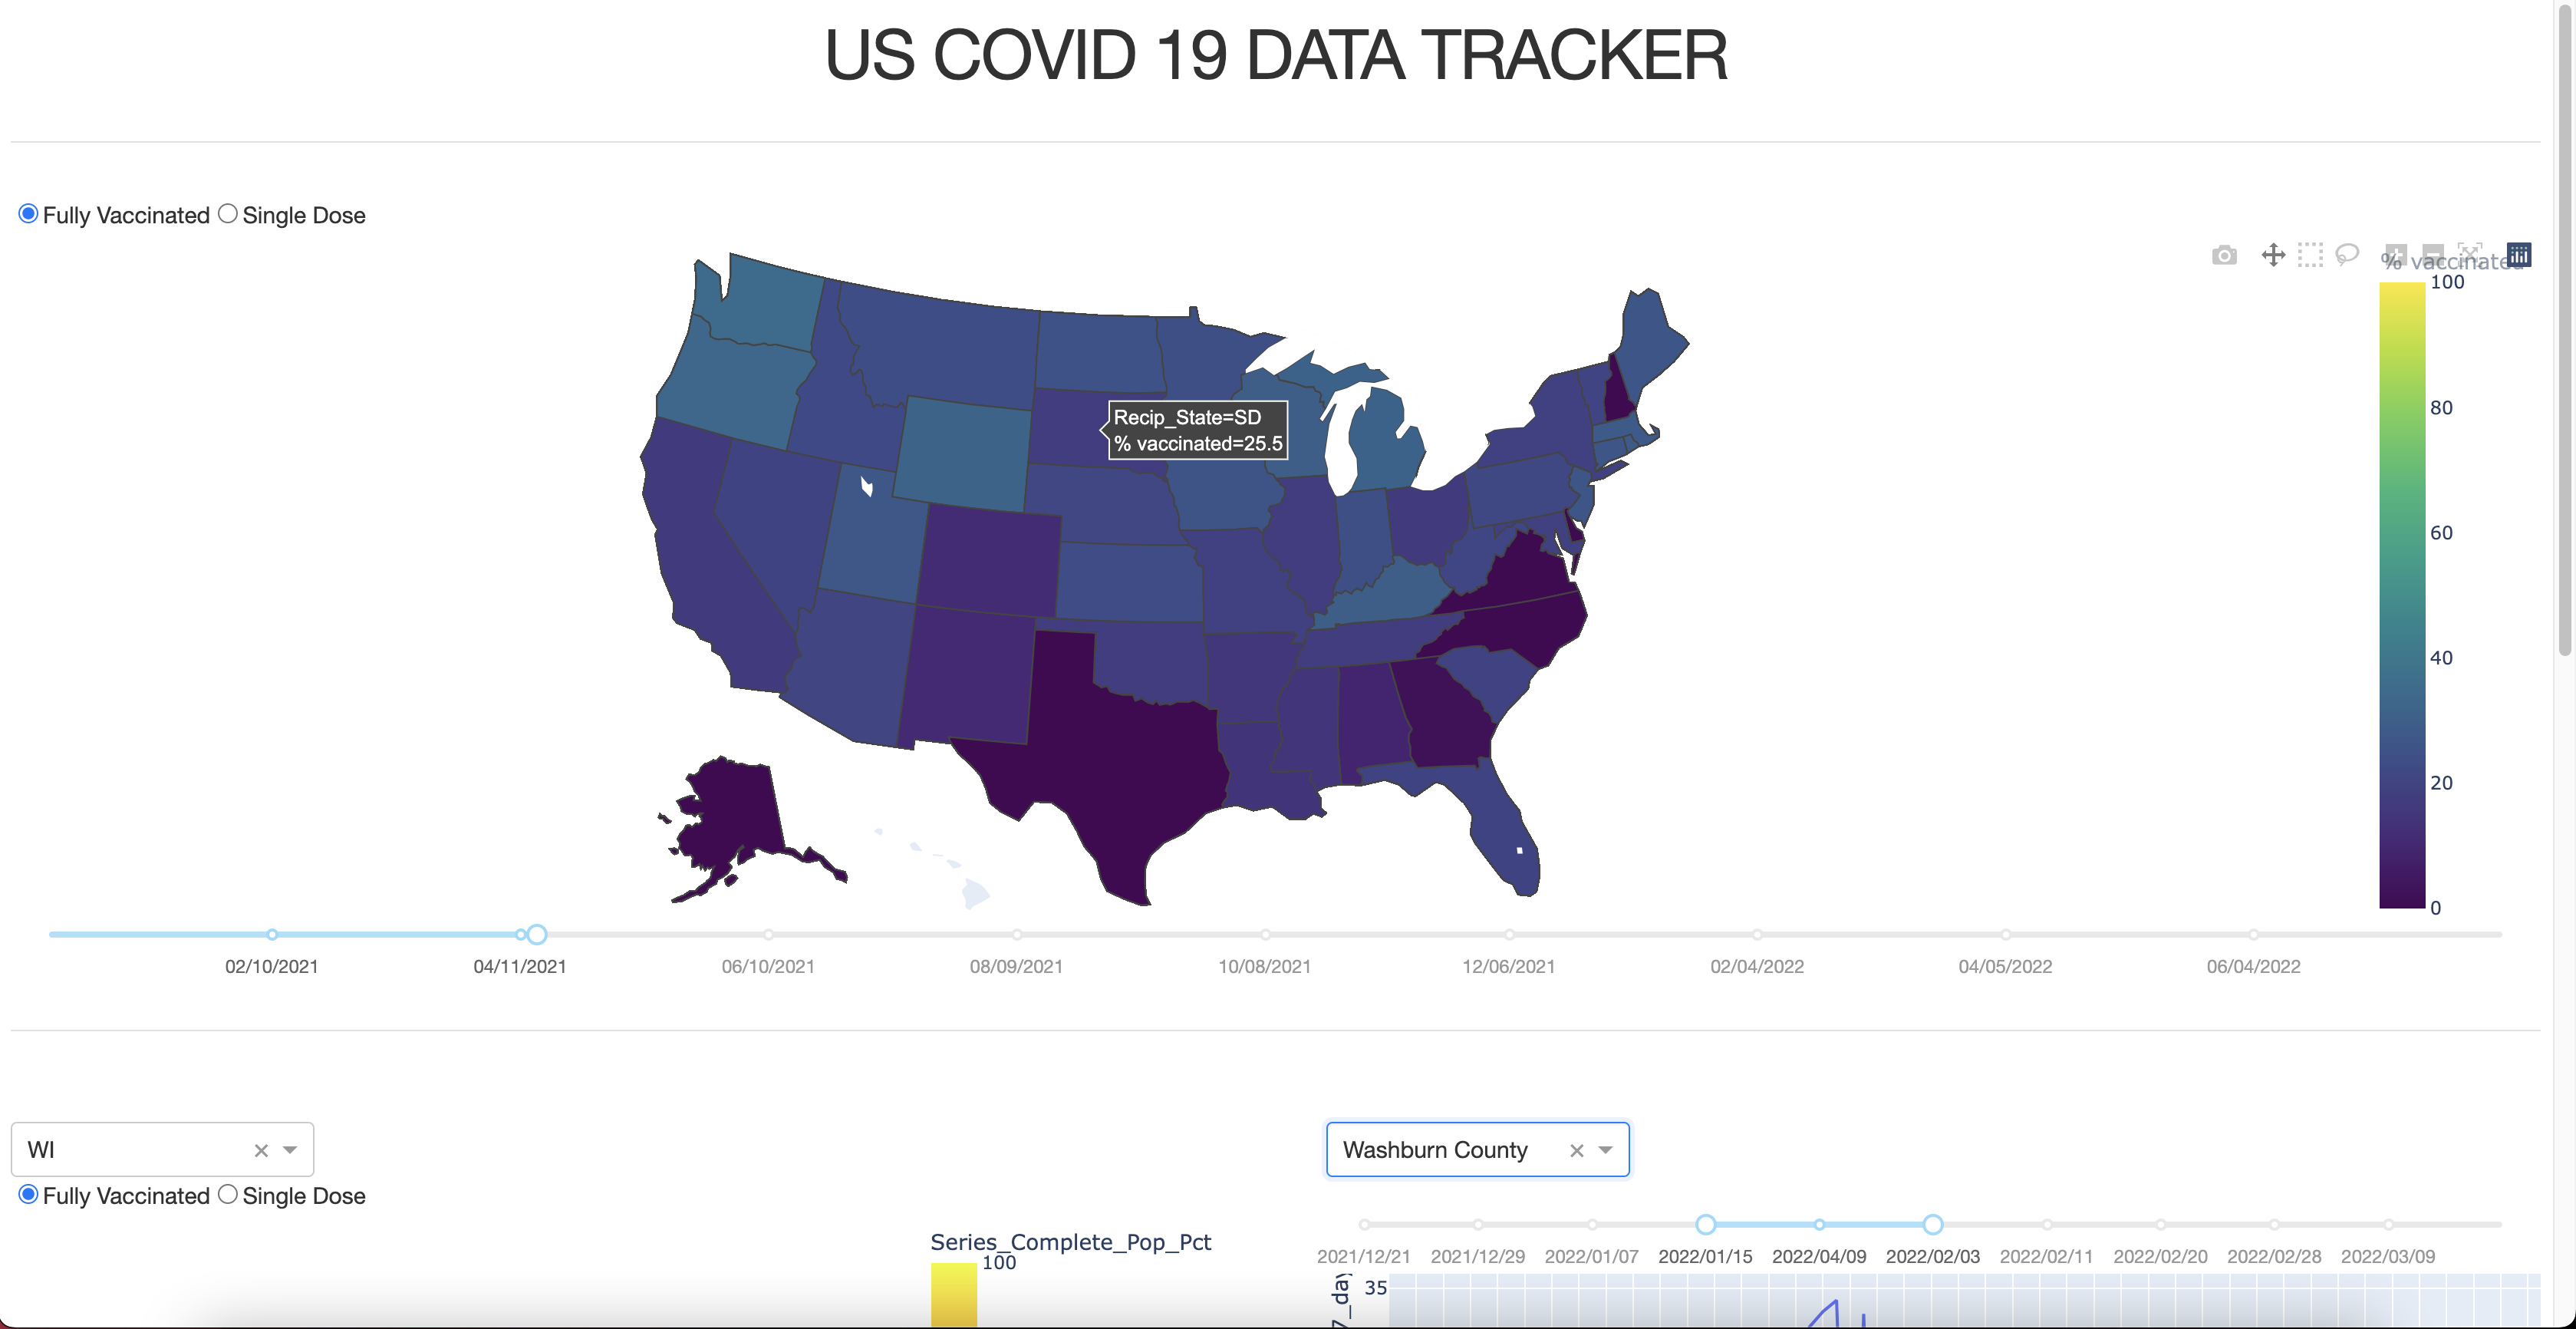 US COVID 19 DATA TRACKER
Fully Vaccinated Single Dose
% vaccinated
100
80
60
40
20
0
Recip_State=SD
% vaccinated=25.5
02/10/2021 04/11/2021 06/10/2021 08/09/2021 10/08/2021 12/06/2021 02/04/2022 04/05/2022 06/04/2022
WI
Fully Vaccinated Single Dose
Series_Complete_Pop_Pct
100
Washburn County
2021/12/21 2021/12/29 2022/01/07 2022/01/15 2022/04/09 2022/02/03 2022/02/11 2022/02/20 2022/02/28 2022/03/09
35